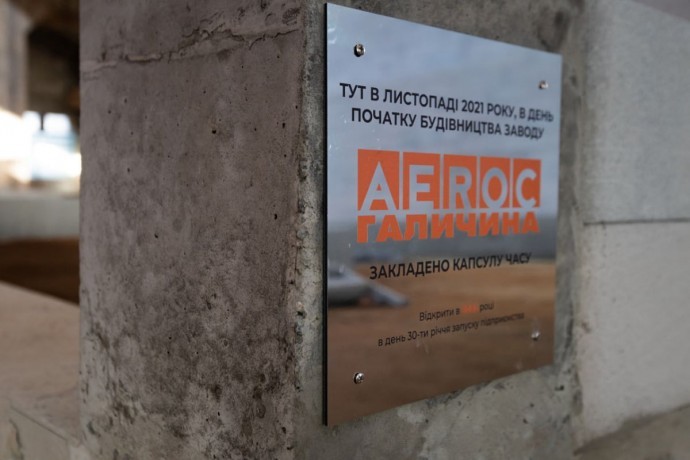 ТУТ В ЛИСТОПАДІ 2021 РОКУ, В ДЕНЬ
ПОЧАТКУ БУДІВНИЦТВА ЗАВОДУ
AEROC
ГАЛИЧИНА
ЗАКЛАДЕНО КАПСУЛУ ЧАСУ
Відкрити в році
в день 30-ти річчя запуску підприємства